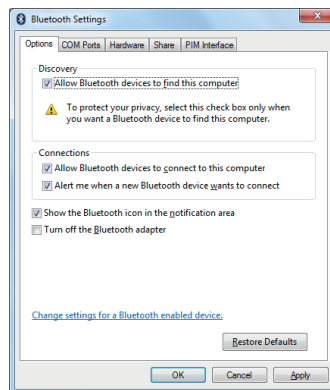 Bluetooth Settings
Options COM Ports Hardware Share PIM Interface
Discovery
Allow Bluetooth devices to find this computer
To protect your privacy, select this check box only when
you want a Bluetooth device to find this computer.
Connections
Allow Bluetooth devices to connect to this computer
Alert me when a new Bluetooth device wants to connect
Show the Bluetooth icon in the notification area
Turn off the Bluetooth adapter
Change settings for a Bluetooth enabled device.
Restore Defaults
OK Cancel Apply